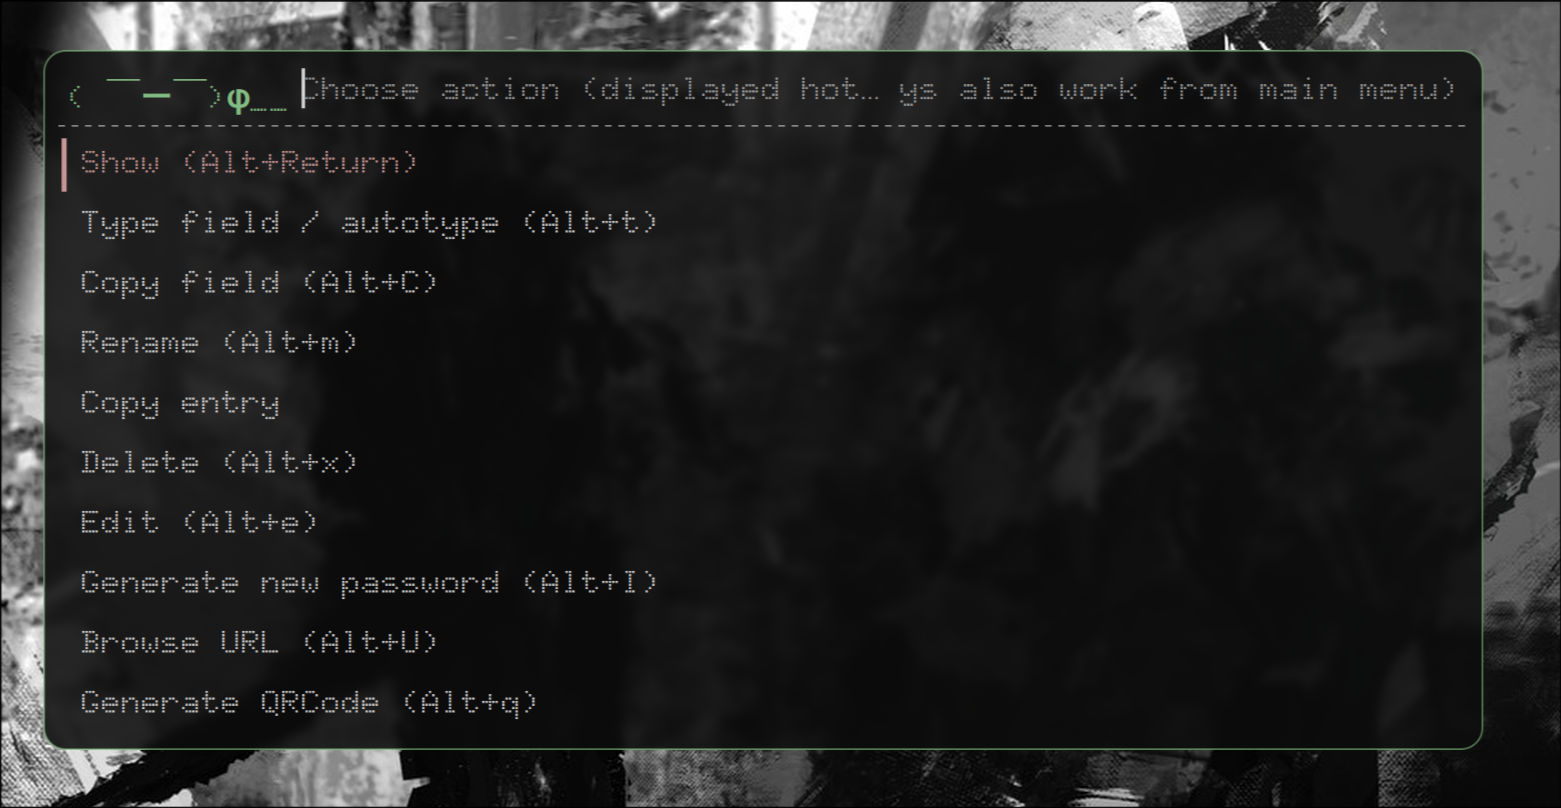 ( ￣ー￣)φ__ Choose action (displayed hot… ys also work from main menu)
Show (Alt+Return)
Type field / autotype (Alt+t)
Copy field (Alt+C)
Rename (Alt+m)
Copy entry
Delete (Alt+x)
Edit (Alt+e)
Generate new password (Alt+I)
Browse URL (Alt+U)
Generate QRCode (Alt+q)